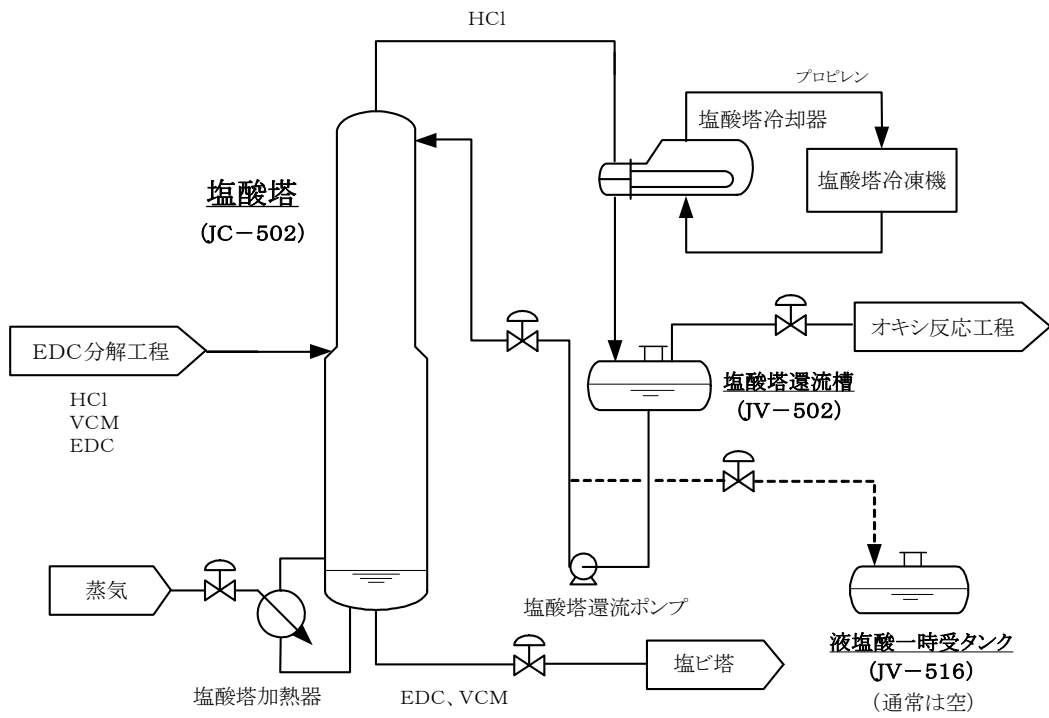 HCl
プロピレン
塩酸塔冷却器
塩酸塔冷凍機
塩酸塔
(JC－502)
EDC分解工程
HCl
VCM
EDC
オキシ反応工程
塩酸塔還流槽
(JV－502)
蒸気
塩酸塔還流ポンプ
塩酸塔加熱器
EDC、VCM
塩ビ塔
液塩酸一時受タンク
(JV－516)
（通常は空）